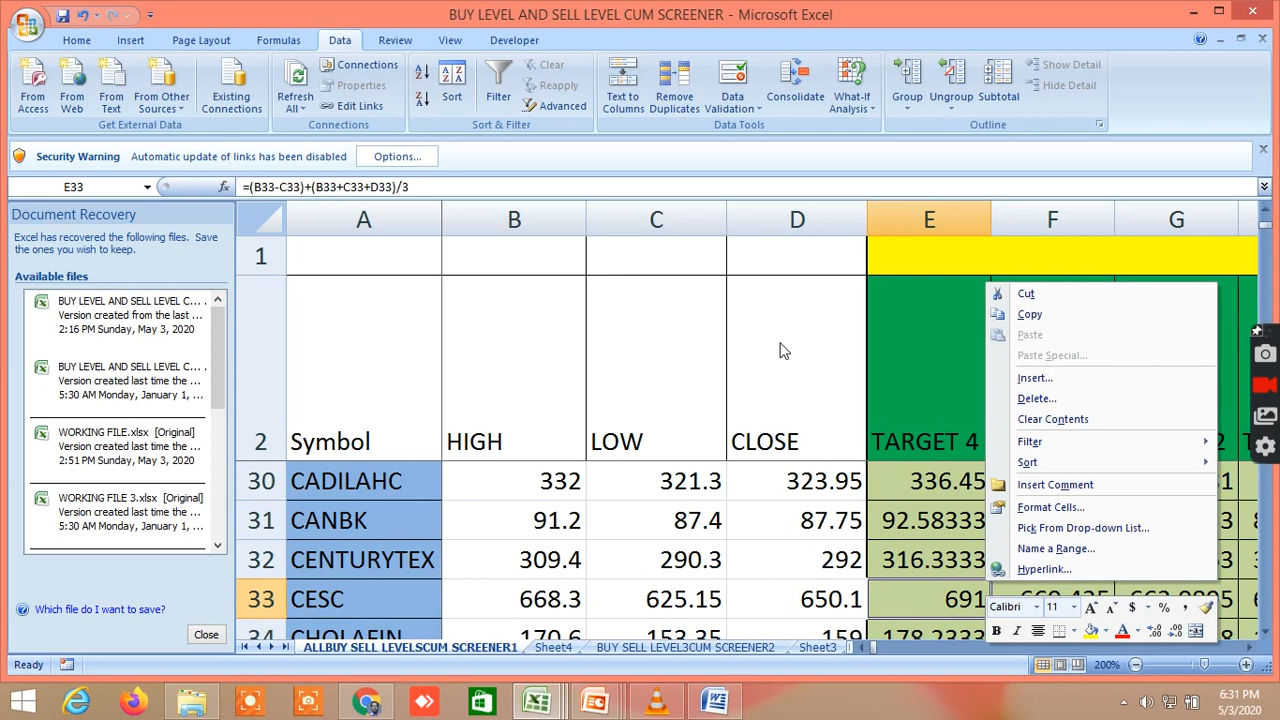 BUY LEVEL AND SELL LEVEL CUM SCREENER - Microsoft Excel
Home Insert Page Layout Formulas Data Review View Developer
From Access
From Web
From Text
From Other Sources
Existing Connections
Get External Data
Refresh All
Connections
Properties
Edit Links
Connections
Sort
Filter
Clear
Reapply
Advanced
Sort & Filter
Text to Columns
Remove Duplicates
Data Validation
Consolidate
What-If Analysis
Data Tools
Group
Ungroup
Subtotal
Show Detail
Hide Detail
Outline
Security Warning Automatic update of links has been disabled Options...
E33 fx =(B33-C33)+(B33+C33+D33)/3
Document Recovery
Excel has recovered the following files. Save
the ones you wish to keep.
Available files
BUY LEVEL AND SELL LEVEL C...
Version created from the last ...
2:16 PM Sunday, May 3, 2020
BUY LEVEL AND SELL LEVEL C...
Version created last time the ...
5:30 AM Monday, January 1, ...
WORKING FILE.xlsx [Original]
Version created last time the ...
2:51 PM Sunday, May 3, 2020
WORKING FILE 3.xlsx [Original]
Version created last time the ...
5:30 AM Monday, January 1, ...
Which file do I want to save?
Close
A B C D E F G
1
2 Symbol HIGH LOW CLOSE TARGET 4
30 CADILAHC 332 321.3 323.95 336.45
31 CANBK 91.2 87.4 87.75 92.58333
32 CENTURYTEX 309.4 290.3 292 316.3333
33 CESC 668.3 625.15 650.1 691
34 CHOLAFIN 170.6 153.35 159 178.2333
Cut
Copy
Paste
Paste Special...
Insert...
Delete...
Clear Contents
Filter
Sort
Insert Comment
Format Cells...
Pick From Drop-down List...
Name a Range...
Hyperlink...
Calibri 11 A A $ % ,
B I A
ALLBUY SELL LEVELSCUM SCREENER1 Sheet4 BUY SELL LEVEL3CUM SCREENER2 Sheet3
Ready 200%
6:31 PM
5/3/2020